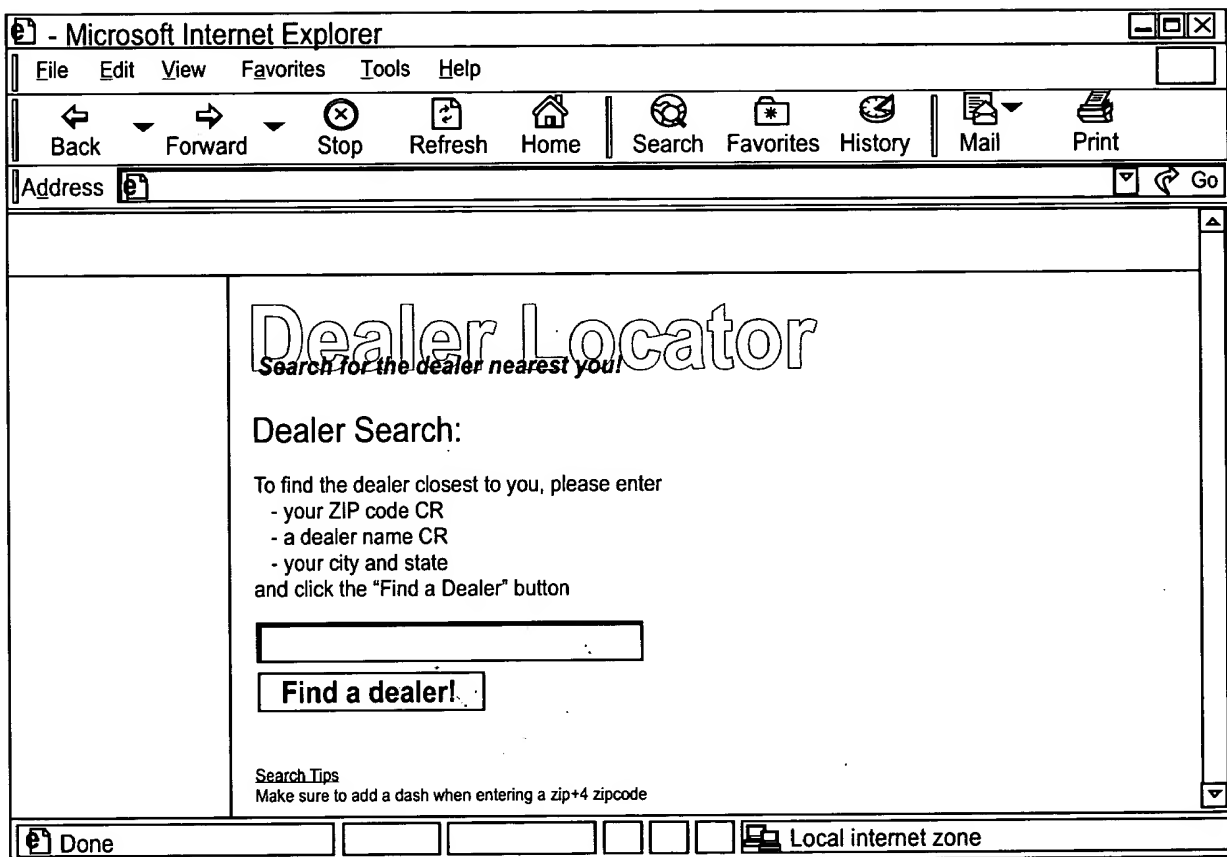 - Microsoft Internet Explorer
File Edit View Favorites Tools Help
Back Forward Stop Refresh Home Search Favorites History Mail Print
Address Go
Dealer Locator
Search for the dealer nearest you!
Dealer Search:
To find the dealer closest to you, please enter
- your ZIP code CR
- a dealer name CR
- your city and state
and click the “Find a Dealer” button
Find a dealer!
Search Tips
Make sure to add a dash when entering a zip+4 zipcode
Done Local internet zone